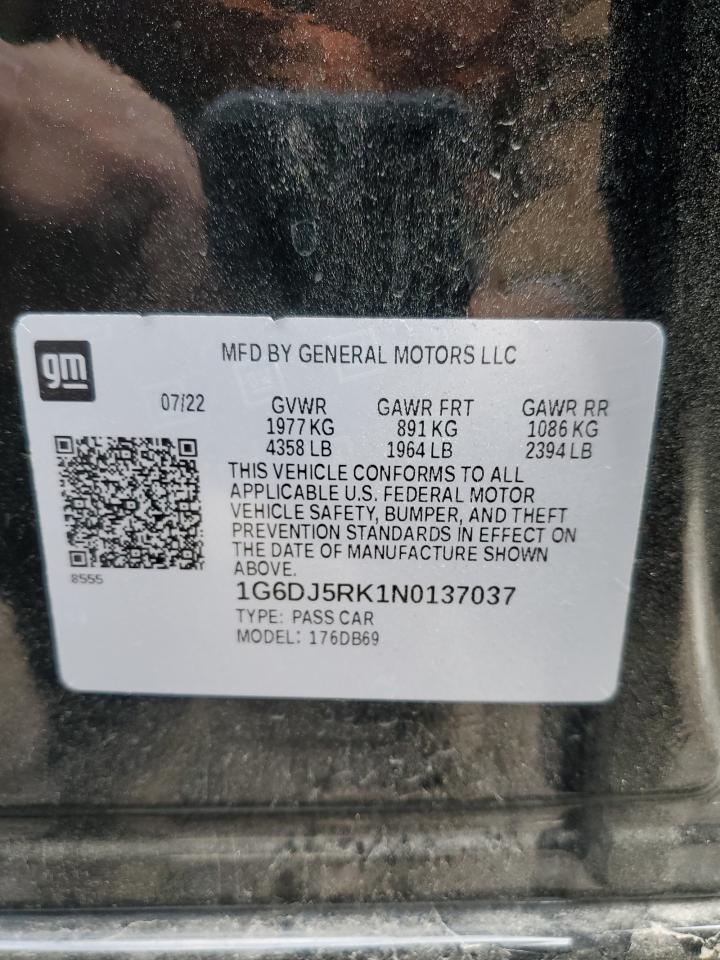 gm
MFD BY GENERAL MOTORS LLC
07/22
GVWR GAWR FRT GAWR RR
1977 KG 891 KG 1086 KG
4358 LB 1964 LB 2394 LB
THIS VEHICLE CONFORMS TO ALL
APPLICABLE U.S. FEDERAL MOTOR
VEHICLE SAFETY, BUMPER, AND THEFT
PREVENTION STANDARDS IN EFFECT ON
THE DATE OF MANUFACTURE SHOWN
ABOVE.
8555
1G6DJ5RK1N0137037
TYPE: PASS CAR
MODEL: 176DB69